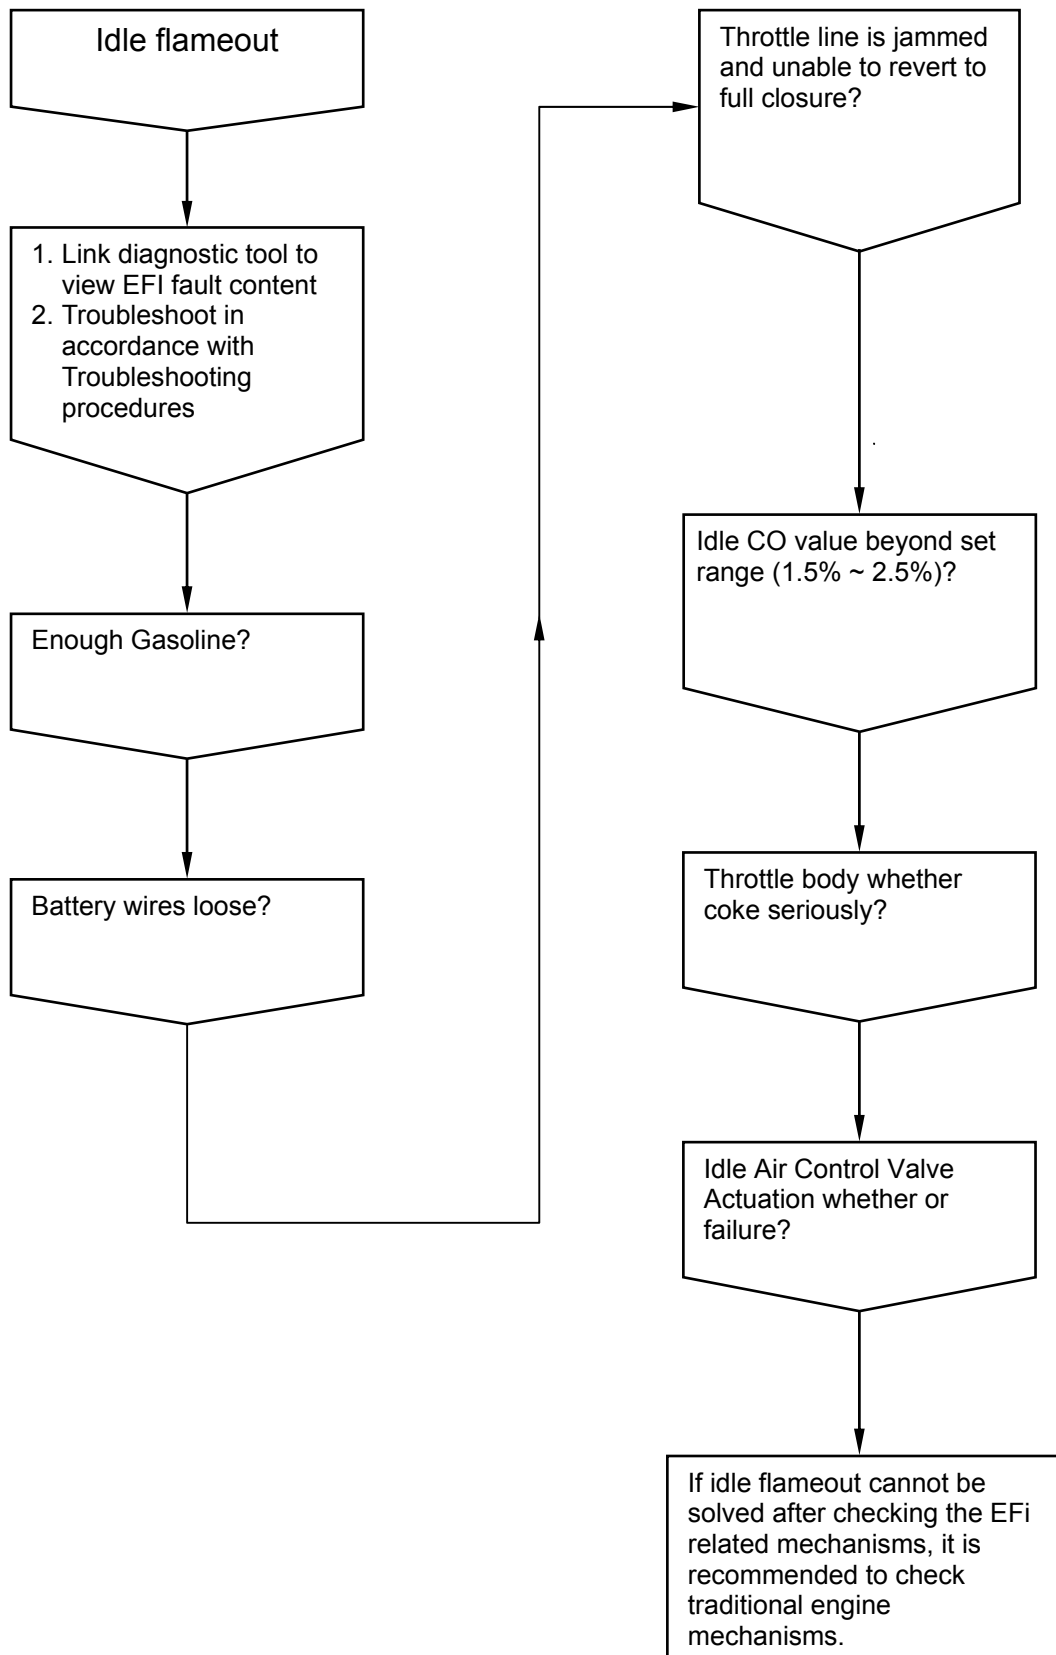 Idle flameout
1. Link diagnostic tool to
view EFI fault content
2. Troubleshoot in
accordance with
Troubleshooting
procedures
Enough Gasoline?
Battery wires loose?
Throttle line is jammed
and unable to revert to
full closure?
Idle CO value beyond set
range (1.5% ~ 2.5%)?
Throttle body whether
coke seriously?
Idle Air Control Valve
Actuation whether or
failure?
If idle flameout cannot be
solved after checking the EFi
related mechanisms, it is
recommended to check
traditional engine
mechanisms.